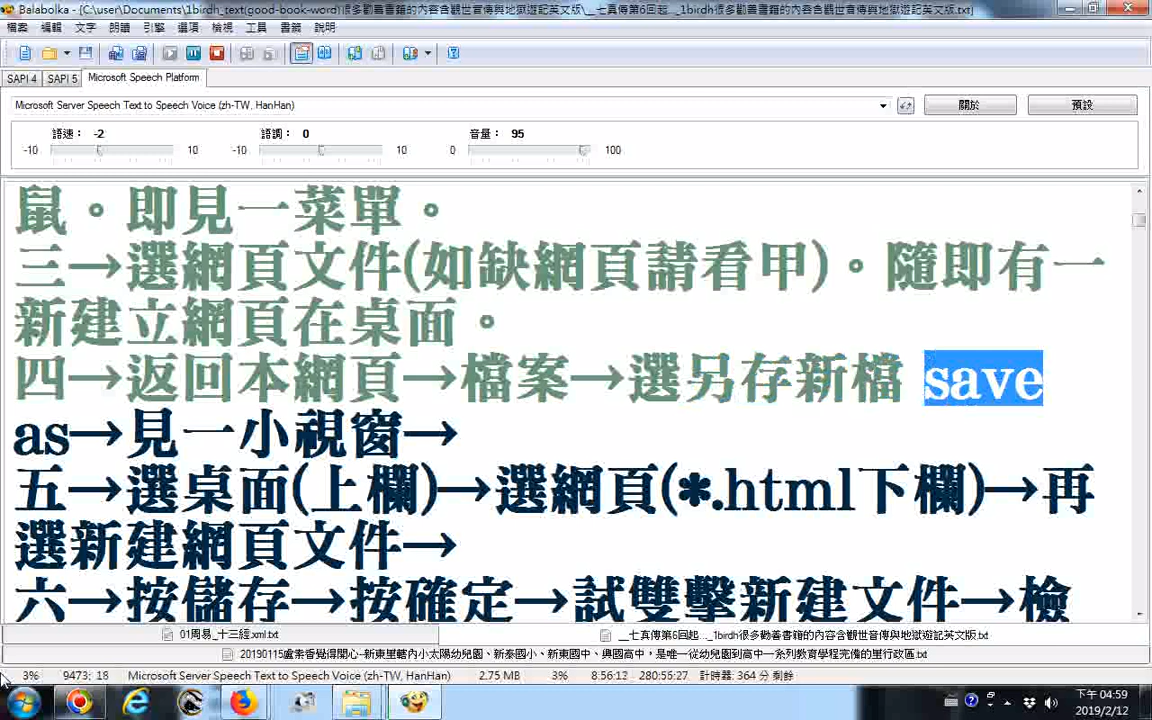 Balabolka - [C:\user\Documents\1birdh_text(good-book-word)很多勸善書籍的內容含觀世音傳與地獄遊記英文版\__七真傳第6回起..._1birdh很多勸善書籍的內容含觀世音傳與地獄遊記英文版.txt]
檔案 編輯 文字 朗讀 引擎 選項 檢視 工具 書籤 說明
SAPI 4 SAPI 5 Microsoft Speech Platform
Microsoft Server Speech Text to Speech Voice (zh-TW, HanHan) 關於 預設
語速： -2 語調： 0 音量： 95
-10 10 -10 10 0 100
鼠。即見一菜單。
三→選網頁文件(如缺網頁請看甲)。隨即有一
新建立網頁在桌面。
四→返回本網頁→檔案→選另存新檔 save
as→見一小視窗→
五→選桌面(上欄)→選網頁(*.html下欄)→再
選新建網頁文件→
六→按儲存→按確定→試雙擊新建文件→檢
01周易_十三經.xml.txt __七真傳第6回起..._1birdh很多勸善書籍的內容含觀世音傳與地獄遊記英文版.txt
20190115盧素香覺得開心-新東里轄內小太陽幼兒園、新泰國小、新東國中、興國高中，是唯一從幼兒園到高中一系列教育學程完備的里行政區.txt
3% 9473: 18 Microsoft Server Speech Text to Speech Voice (zh-TW, HanHan) 2.75 MB 3% 8:56:12 280:55:27 計時器: 364 分 剩餘
下午 04:59
2019/2/12